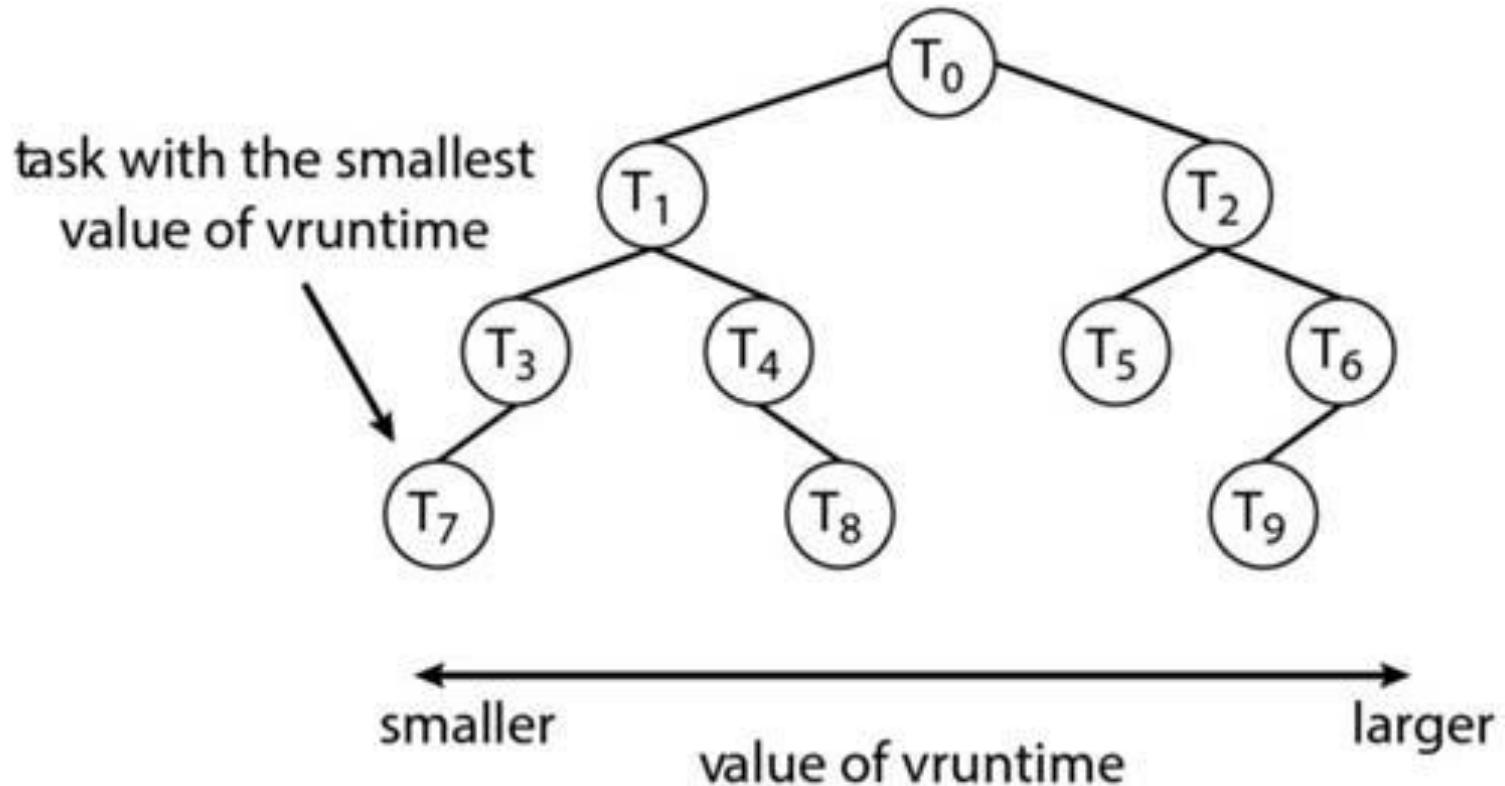 T0
task with the smallest
value of vruntime
T1
T2
T3
T4
T5
T6
T7
T8
T9
smaller
larger
value of vruntime